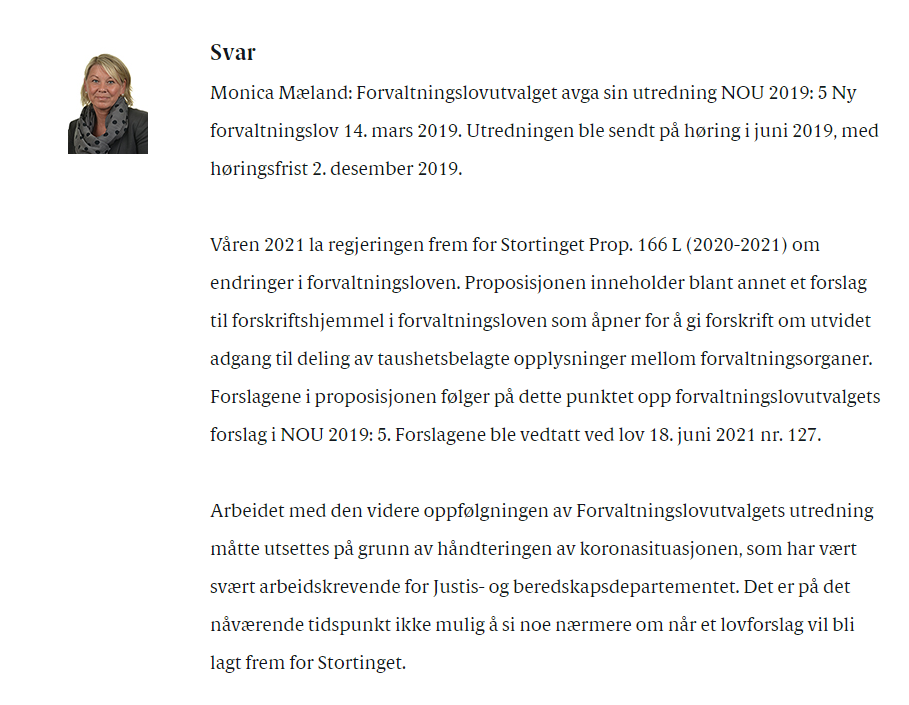 Svar
Monica Mæland: Forvaltningslovutvalget avga sin utredning NOU 2019: 5 Ny
forvaltningslov 14. mars 2019. Utredningen ble sendt på høring i juni 2019, med
høringsfrist 2. desember 2019.
Våren 2021 la regjeringen frem for Stortinget Prop. 166 L (2020-2021) om
endringer i forvaltningsloven. Proposisjonen inneholder blant annet et forslag
til forskriftshjemmel i forvaltningsloven som åpner for å gi forskrift om utvidet
adgang til deling av taushetsbelagte opplysninger mellom forvaltningsorganer.
Forslagene i proposisjonen følger på dette punktet opp forvaltningslovutvalgets
forslag i NOU 2019: 5. Forslagene ble vedtatt ved lov 18. juni 2021 nr. 127.
Arbeidet med den videre oppfølgningen av Forvaltningslovutvalgets utredning
måtte utsettes på grunn av håndteringen av koronasituasjonen, som har vært
svært arbeidskrevende for Justis- og beredskapsdepartementet. Det er på det
nåværende tidspunkt ikke mulig å si noe nærmere om når et lovforslag vil bli
lagt frem for Stortinget.